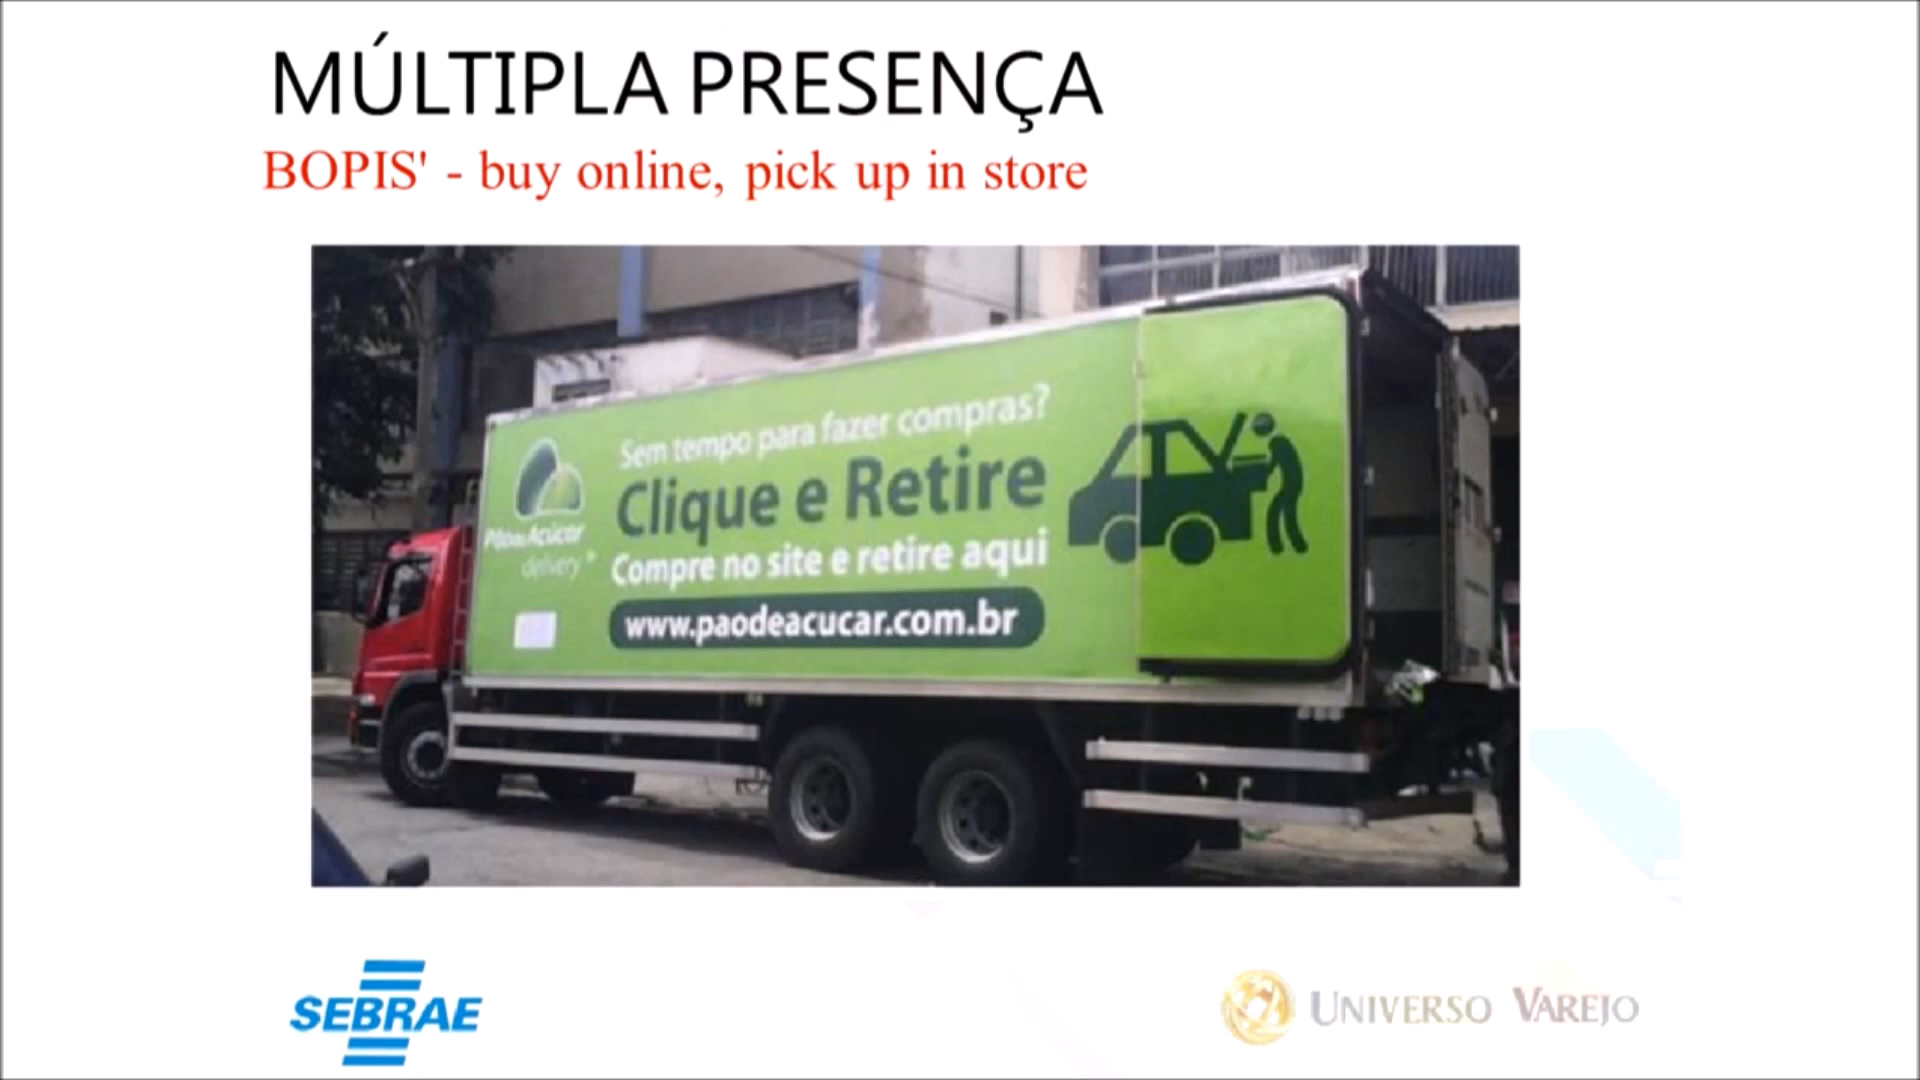 MÚLTIPLA PRESENÇA
BOPIS' - buy online, pick up in store
Sem tempo para fazer compras?
Clique e Retire
Compre no site e retire aqui
www.paodeacucar.com.br
Pão de Açúcar
delivery
SEBRAE
UNIVERSO VAREJO